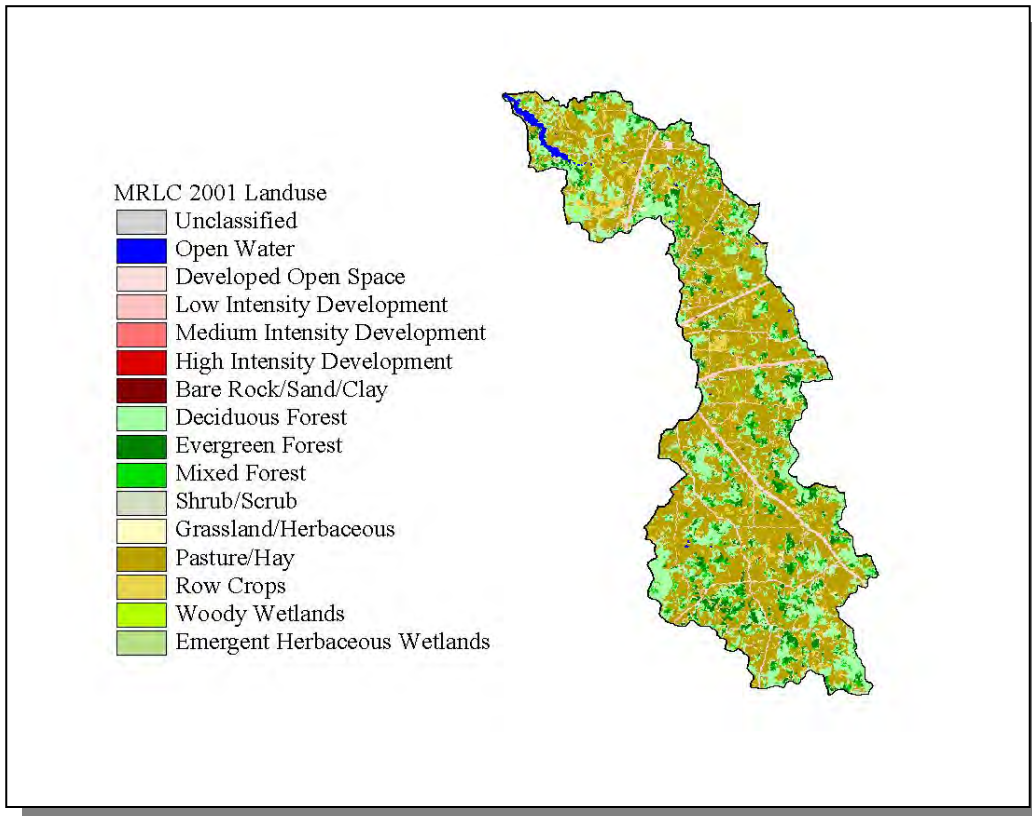 MRLC 2001 Landuse
Unclassified
Open Water
Developed Open Space
Low Intensity Development
Medium Intensity Development
High Intensity Development
Bare Rock/Sand/Clay
Deciduous Forest
Evergreen Forest
Mixed Forest
Shrub/Scrub
Grassland/Herbaceous
Pasture/Hay
Row Crops
Woody Wetlands
Emergent Herbaceous Wetlands